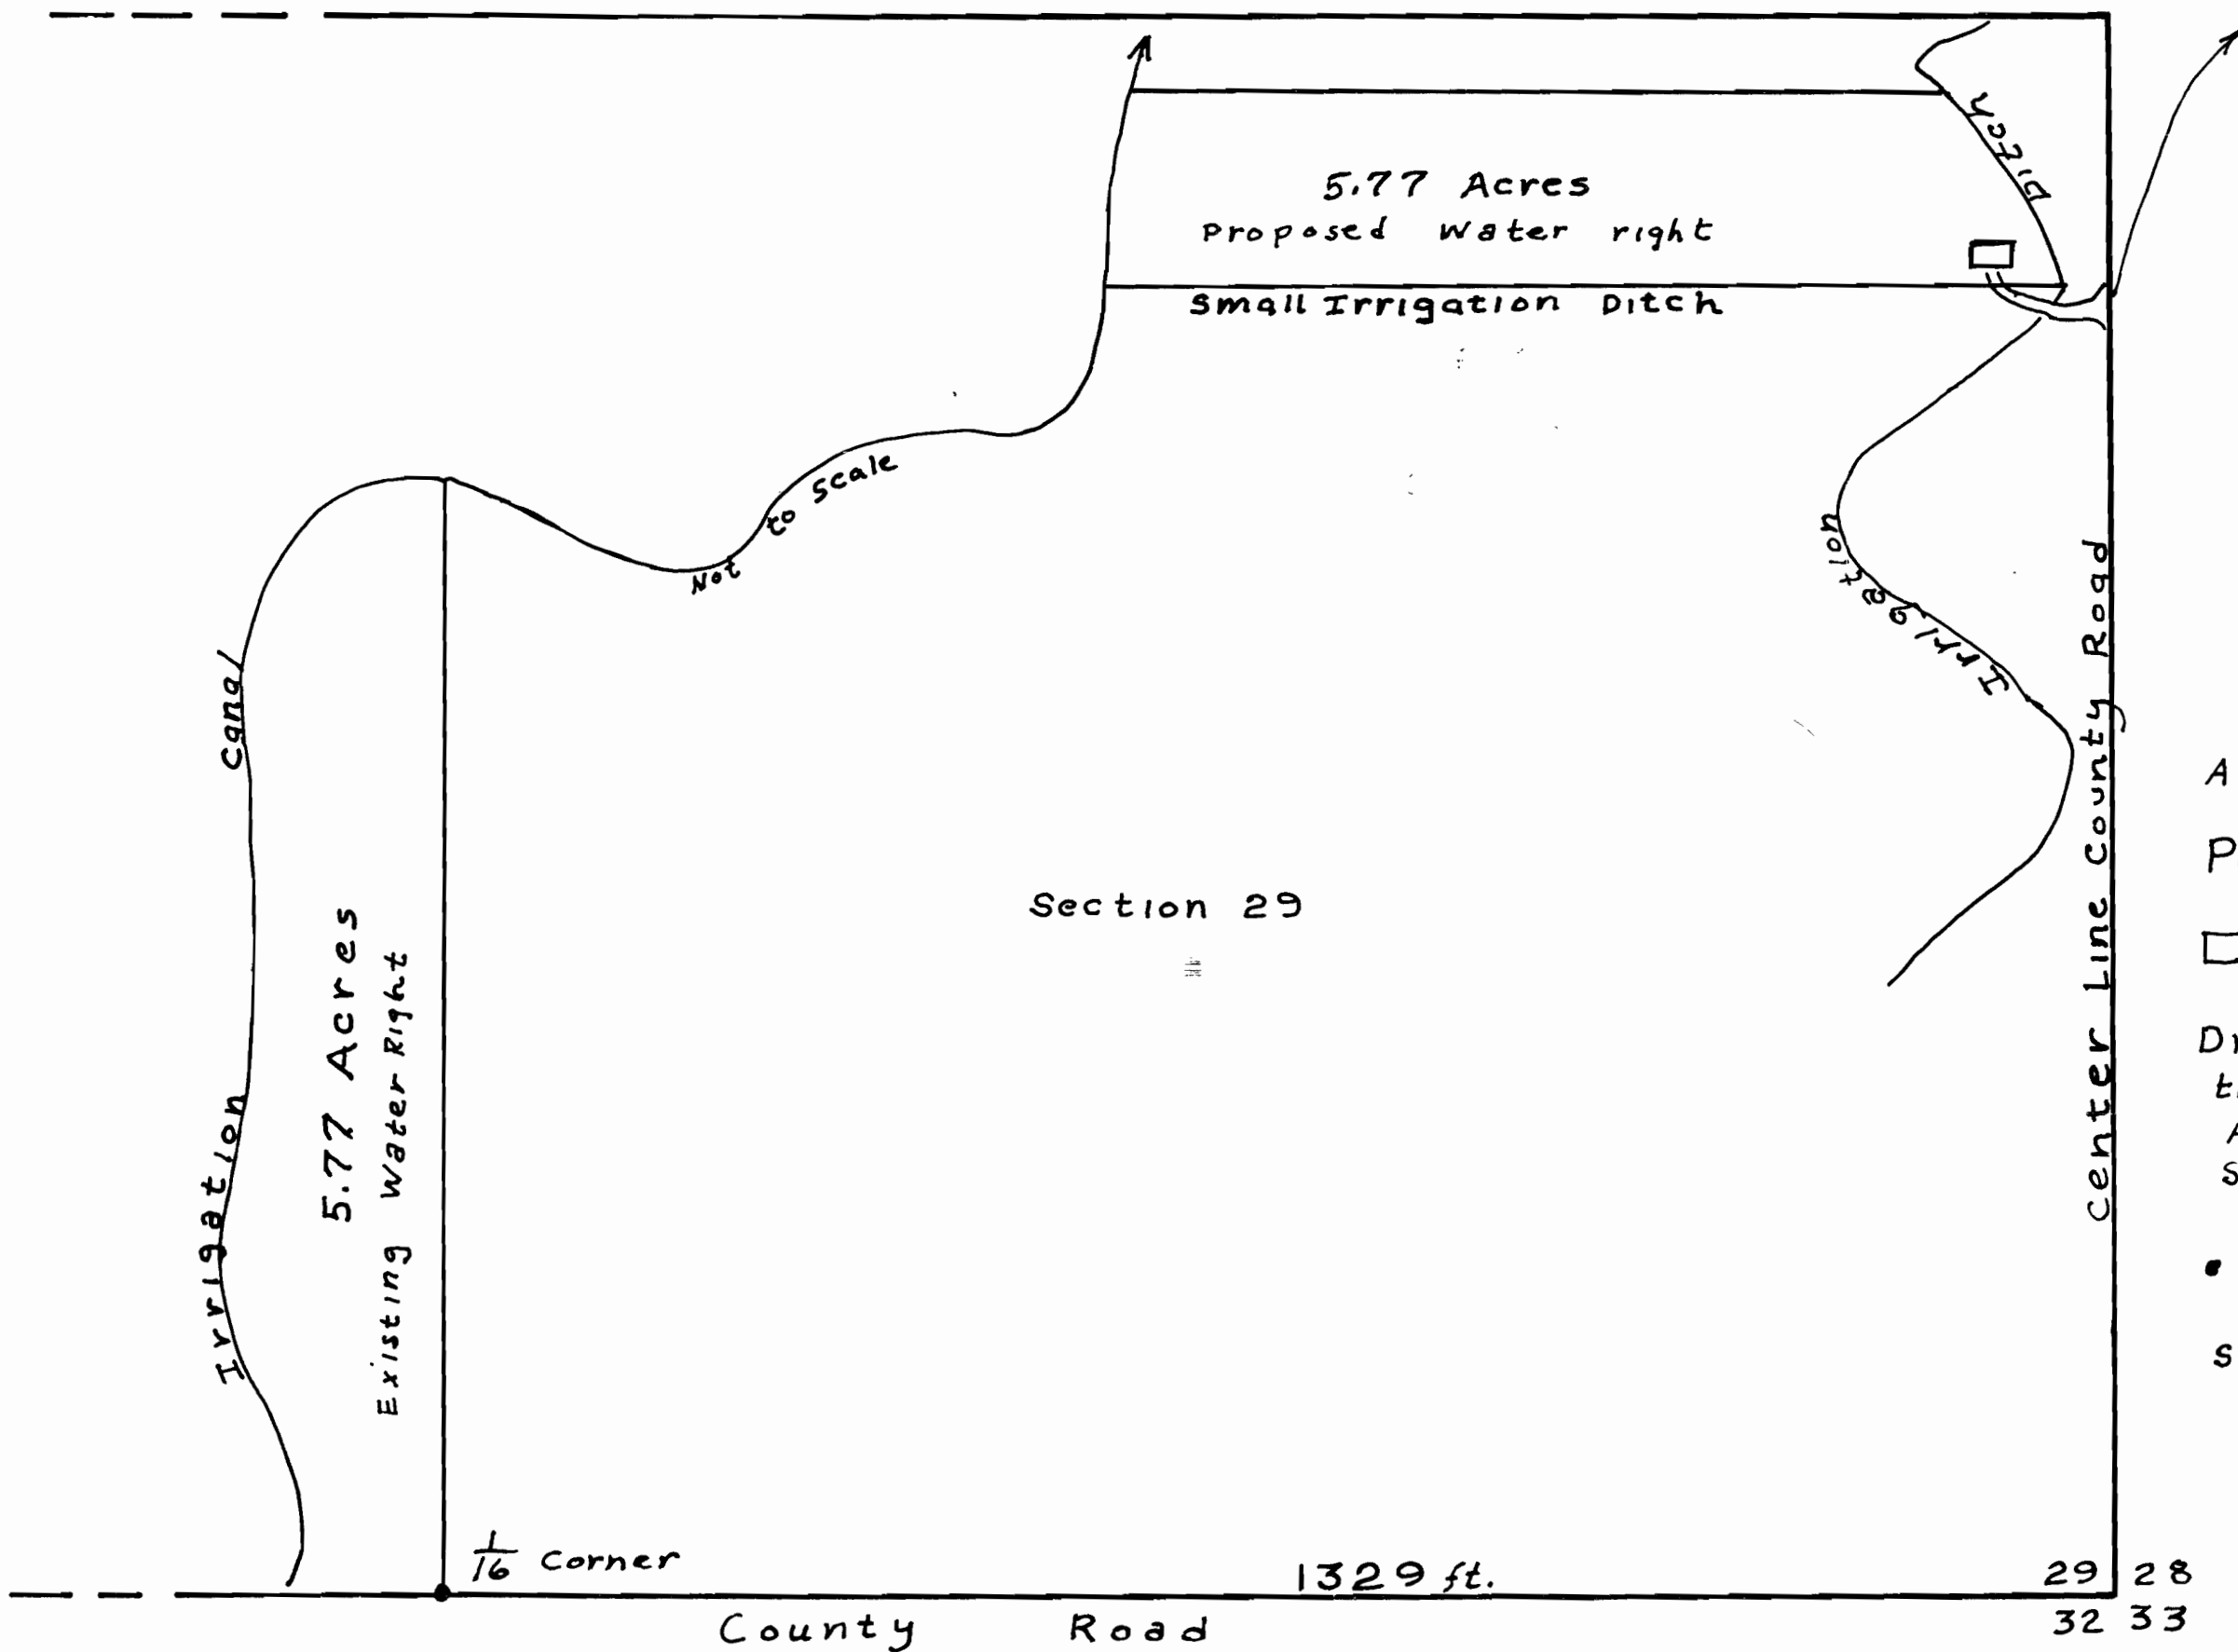 5.77 Acres
Proposed Water right
Ditch
Small Irrigation Ditch
Not to Scale
Irrigation
Irrigation Canal
5.77 Acres
Existing Water Right
Section 29
Center Line County Road
A
P
Dr
S
•
S
1/16 Corner
1329 ft.
29 28
County Road
32 33